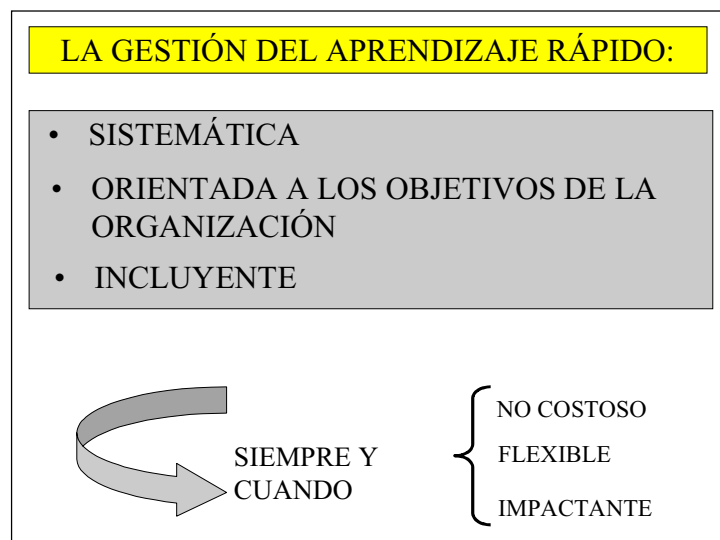 LA GESTIÓN DEL APRENDIZAJE RÁPIDO:
• SISTEMÁTICA
• ORIENTADA A LOS OBJETIVOS DE LA
ORGANIZACIÓN
• INCLUYENTE
SIEMPRE Y
CUANDO
NO COSTOSO
FLEXIBLE
IMPACTANTE